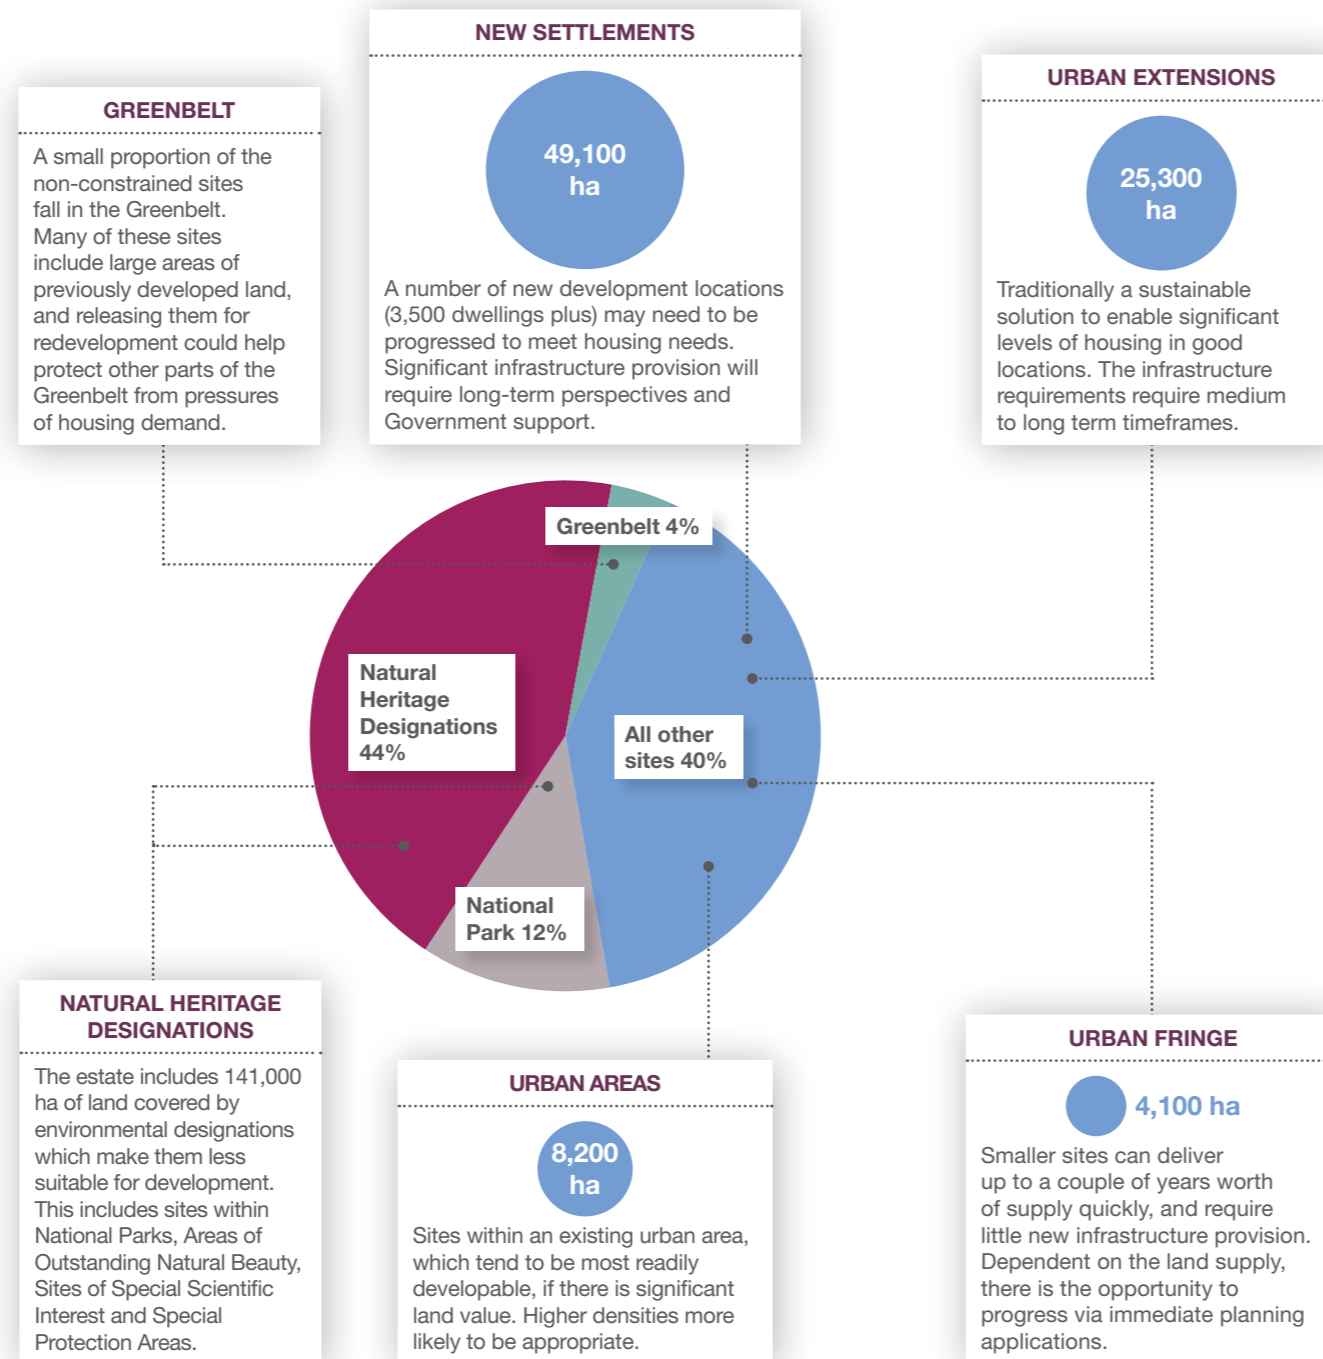 NEW SETTLEMENTS
49,100
ha
A number of new development locations
(3,500 dwellings plus) may need to be
progressed to meet housing needs.
Significant infrastructure provision will
require long-term perspectives and
Government support.
URBAN EXTENSIONS
25,300
ha
Traditionally a sustainable
solution to enable significant
levels of housing in good
locations. The infrastructure
requirements require medium
to long term timeframes.
GREENBELT
A small proportion of the
non-constrained sites
fall in the Greenbelt.
Many of these sites
include large areas of
previously developed land,
and releasing them for
redevelopment could help
protect other parts of the
Greenbelt from pressures
of housing demand.
Greenbelt 4%
Natural
Heritage
Designations
44%
All other
sites 40%
National
Park 12%
NATURAL HERITAGE
DESIGNATIONS
The estate includes 141,000
ha of land covered by
environmental designations
which make them less
suitable for development.
This includes sites within
National Parks, Areas of
Outstanding Natural Beauty,
Sites of Special Scientific
Interest and Special
Protection Areas.
URBAN AREAS
8,200
ha
Sites within an existing urban area,
which tend to be most readily
developable, if there is significant
land value. Higher densities more
likely to be appropriate.
URBAN FRINGE
4,100 ha
Smaller sites can deliver
up to a couple of years worth
of supply quickly, and require
little new infrastructure provision.
Dependent on the land supply,
there is the opportunity to
progress via immediate planning
applications.